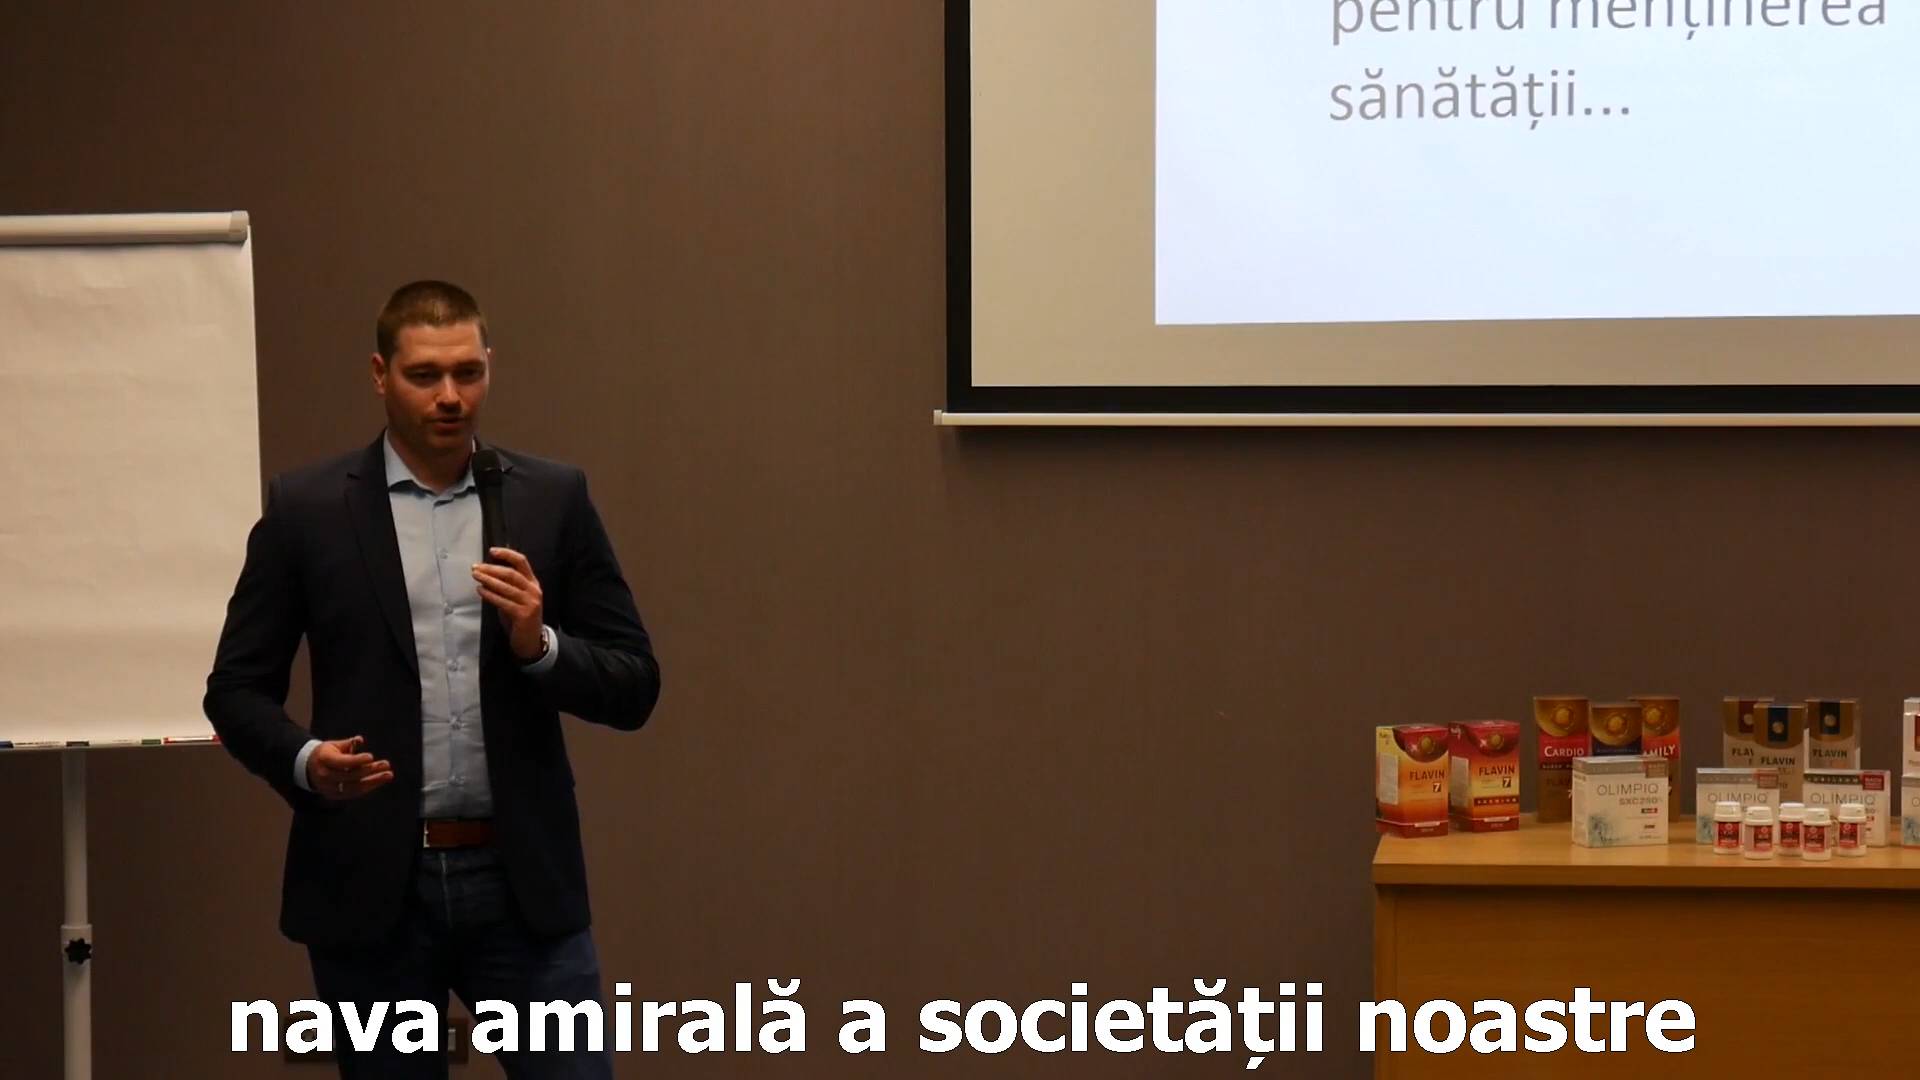 pentru menținerea
sănătății...
CARDIO
FLAVIN
7
FLAVIN
7
OLIMPIQ
SXC250%
FLAVIN
FLAVIN
OLIMPIQ
OLIMPIQ
nava amirală a societății noastre